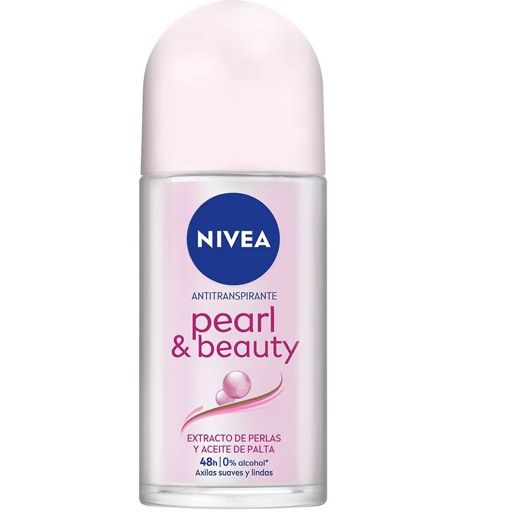 NIVEA
ANTITRANSPIRANTE
pearl
& beauty
EXTRACTO DE PERLAS
Y ACEITE DE PALTA
48h | 0% alcohol*
Axilas suaves y lindas